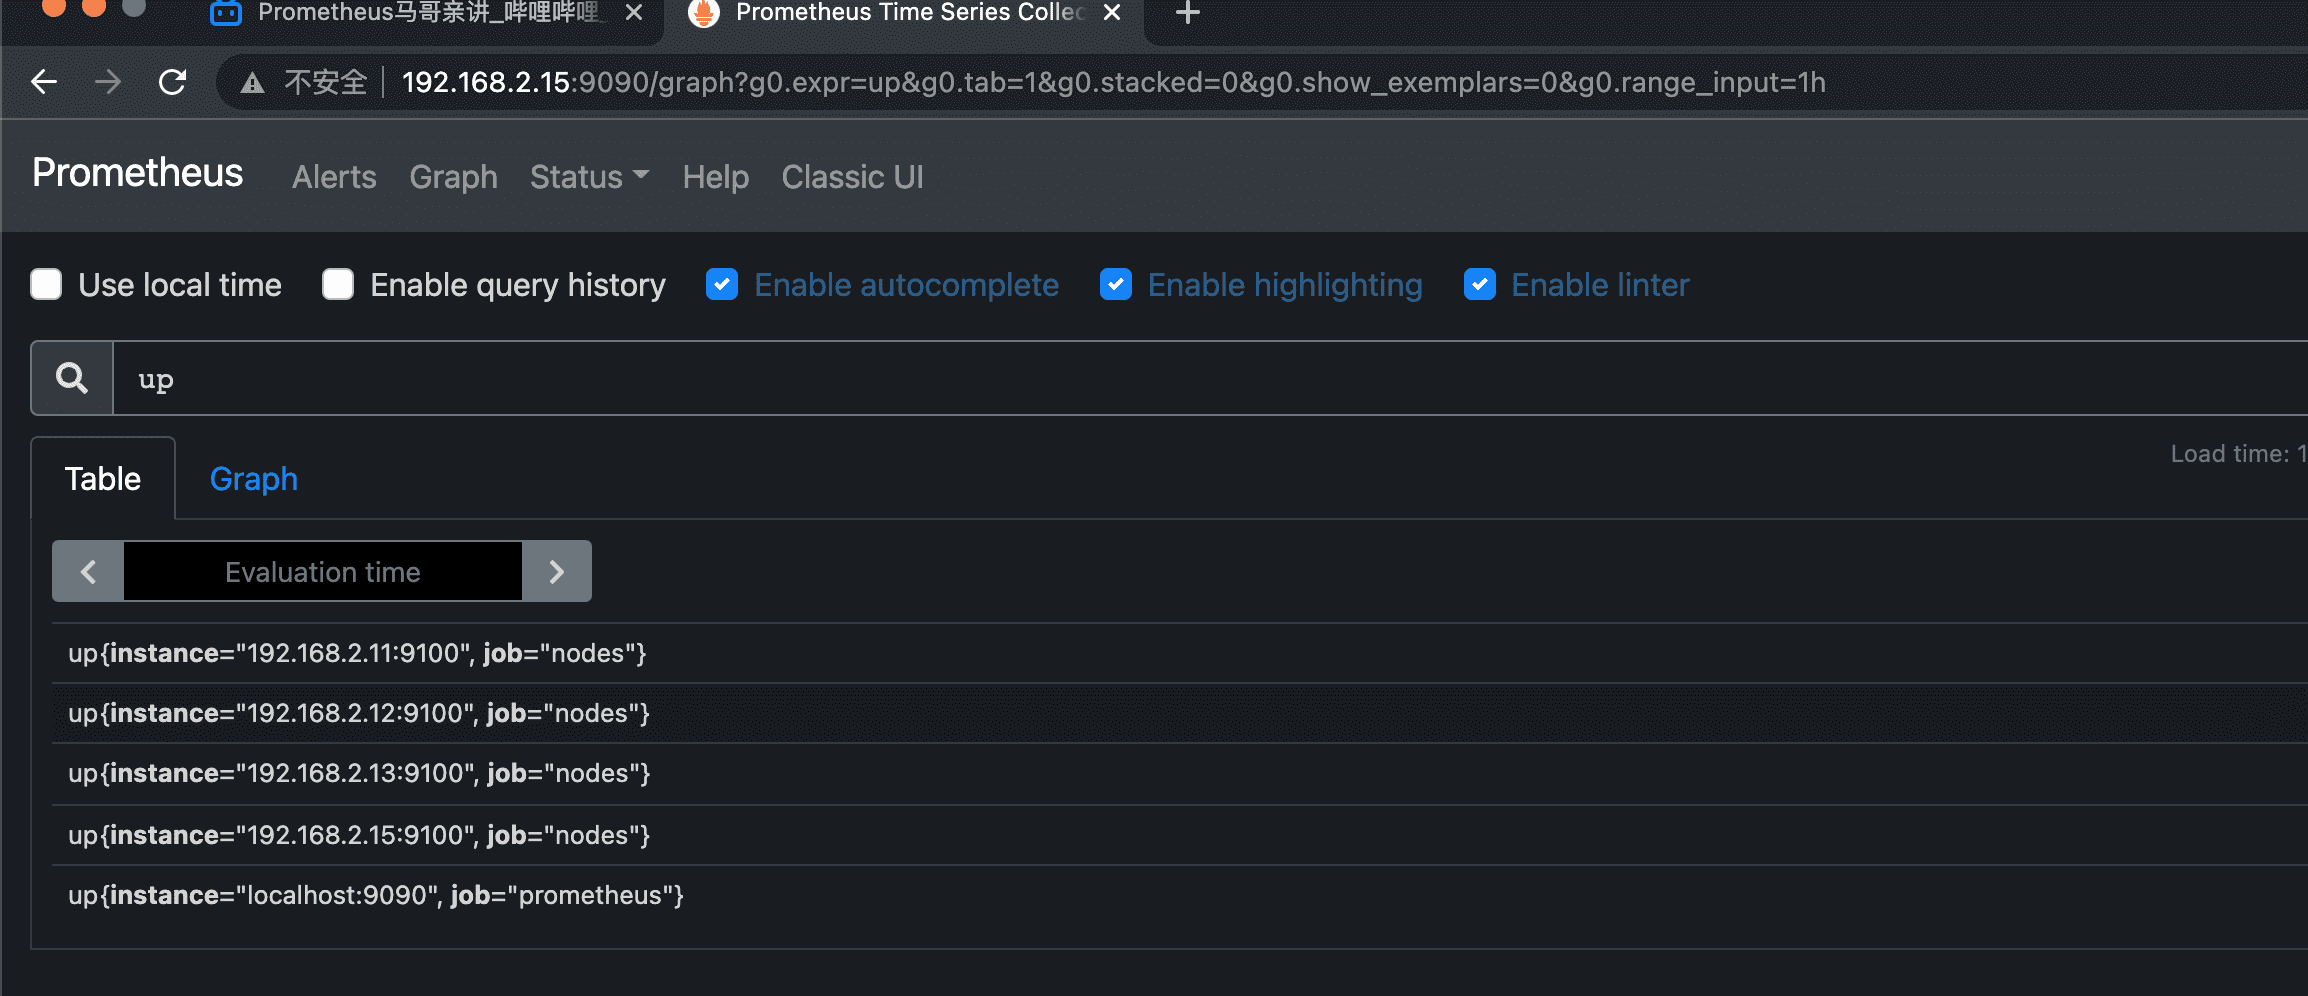 Prometheus马哥亲讲_哔哩哔哩_
Prometheus Time Series Collec
不安全 192.168.2.15:9090/graph?g0.expr=up&g0.tab=1&g0.stacked=0&g0.show_exemplars=0&g0.range_input=1h
Prometheus Alerts Graph Status Help Classic UI
Use local time Enable query history Enable autocomplete Enable highlighting Enable linter
up
Load time: 1
Table Graph
Evaluation time
up{instance="192.168.2.11:9100", job="nodes"}
up{instance="192.168.2.12:9100", job="nodes"}
up{instance="192.168.2.13:9100", job="nodes"}
up{instance="192.168.2.15:9100", job="nodes"}
up{instance="localhost:9090", job="prometheus"}